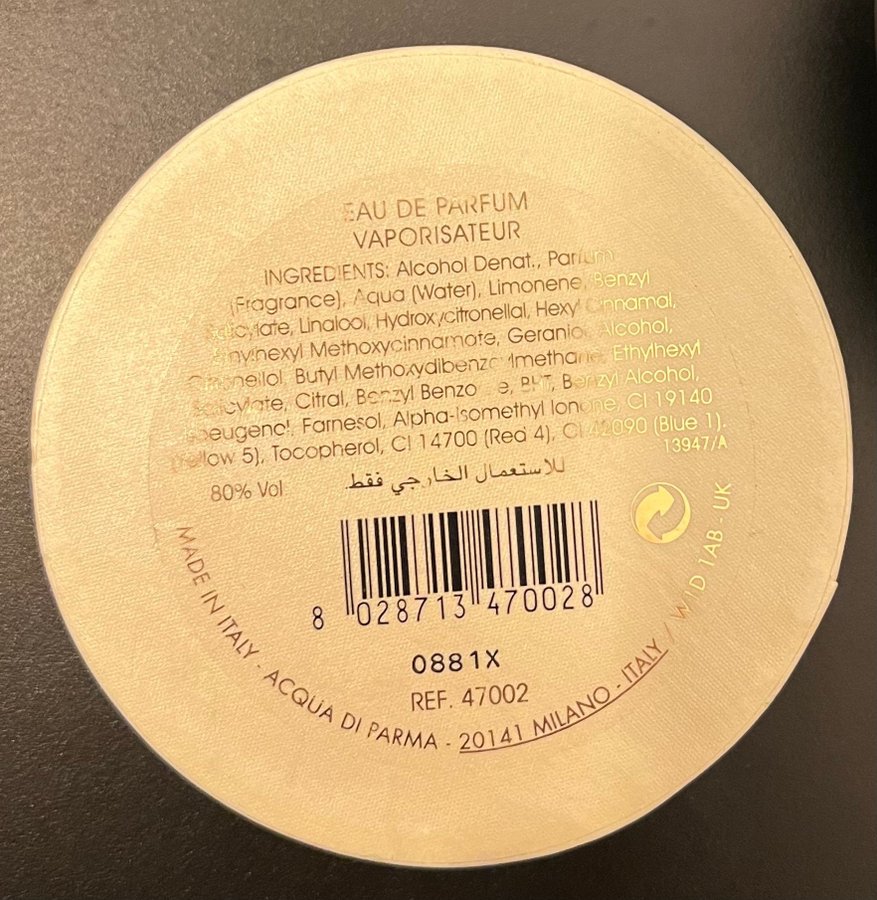 EAU DE PARFUM
VAPORISATEUR
INGREDIENTS: Alcohol Denat., Parfum
(Fragrance), Aqua (Water), Limonene, Benzyl
Salicylate, Linalool, Hydroxycitronellal, Hexyl Cinnamal,
Ethylhexyl Methoxycinnamate, Geraniol, Alcohol,
Citronellol, Butyl Methoxydibenzoylmethane, Ethylhexyl
Salicylate, Citral, Benzyl Benzoate, BHT, Benzyl Alcohol,
Isoeugenol, Farnesol, Alpha-Isomethyl Ionone, CI 19140
(Yellow 5), Tocopherol, CI 14700 (Red 4), CI 42090 (Blue 1).
13947/A
80% Vol
للاستعمال الخارجي فقط.
8 028713 470028
0881X
REF. 47002
MADE IN ITALY - ACQUA DI PARMA - 20141 MILANO - ITALY / W1D 1AB - UK